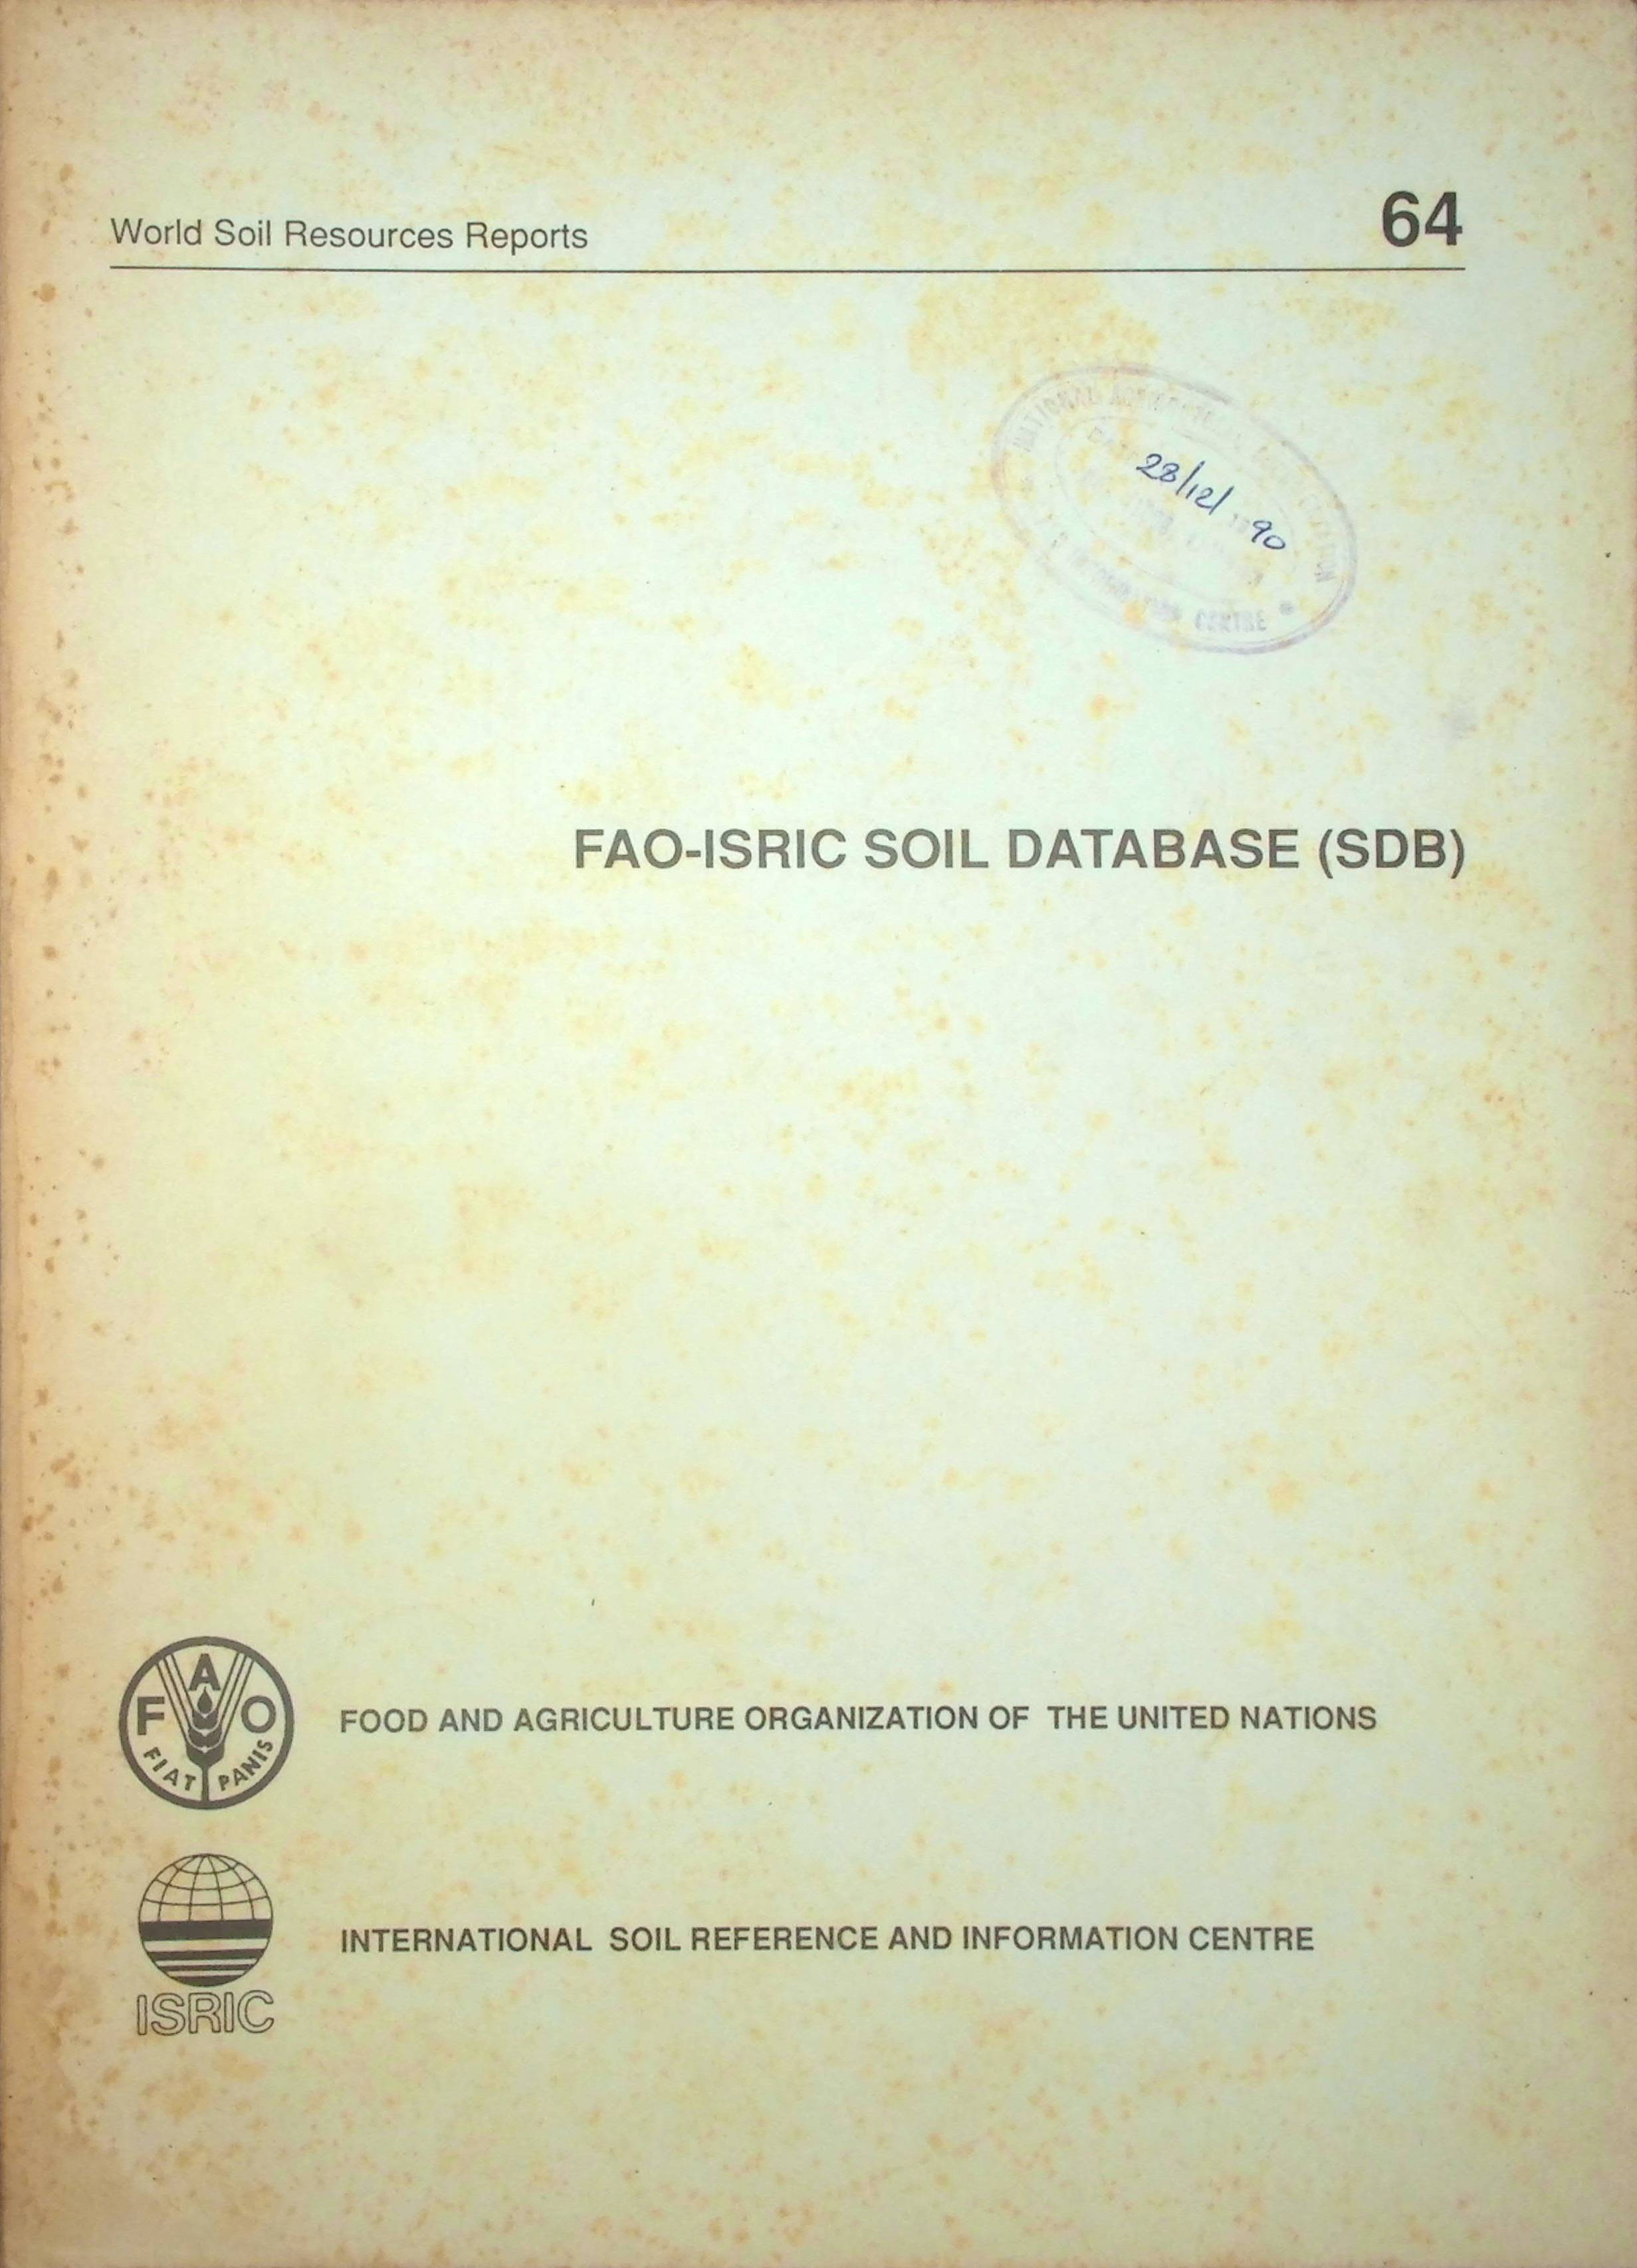 World Soil Resources Reports 64
NATIONAL
28/12/ 90
CENTRE
FAO-ISRIC SOIL DATABASE (SDB)
F A O
FIAT PANIS
FOOD AND AGRICULTURE ORGANIZATION OF THE UNITED NATIONS
INTERNATIONAL SOIL REFERENCE AND INFORMATION CENTRE
ISRIC